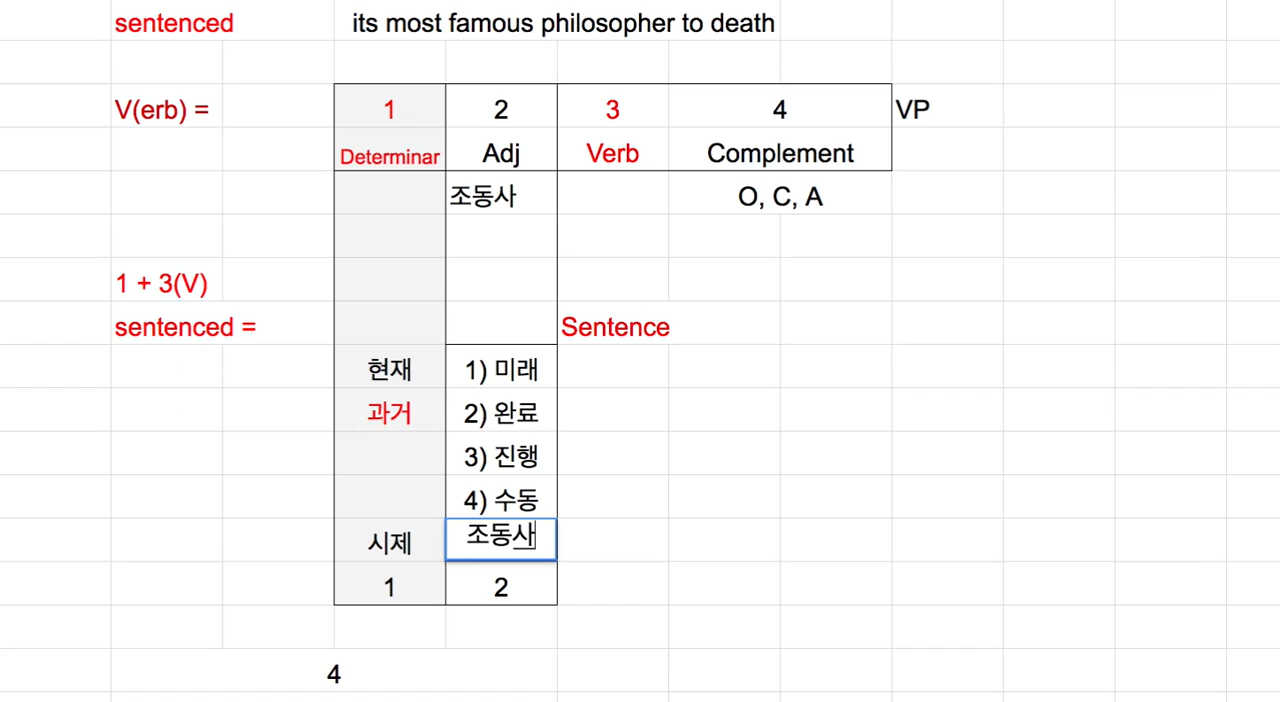 sentenced its most famous philosopher to death
V(erb) = 1 2 3 4 VP
Determinar Adj Verb Complement
조동사 O, C, A
1 + 3(V)
sentenced = Sentence
현재 1) 미래
과거 2) 완료
3) 진행
4) 수동
시제 조동사
1 2
4